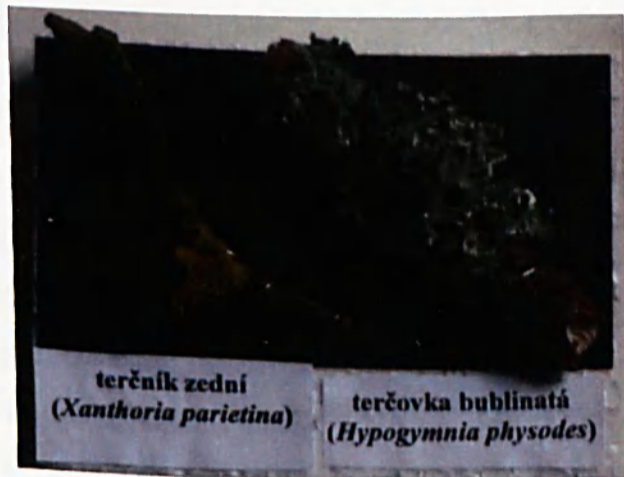 terčník zední
(Xanthoria parietina)
terčovka bublinatá
(Hypogymnia physodes)